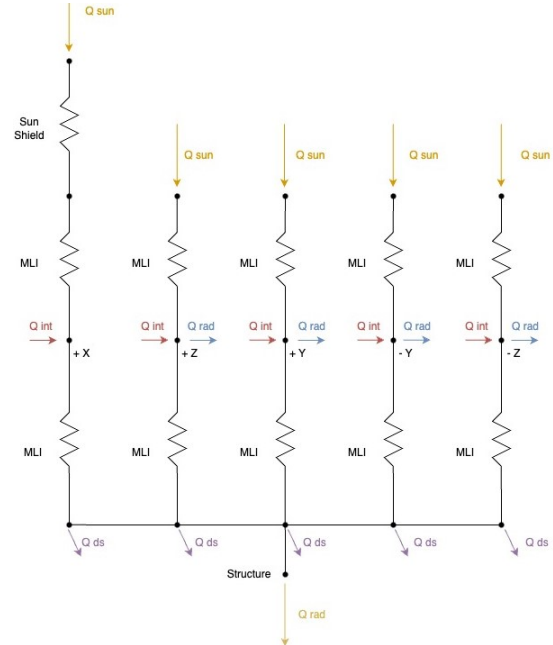 Q sun
Sun
Shield
Q sun
Q sun
Q sun
Q sun
MLI
MLI
MLI
MLI
MLI
Q int
Q int
Q rad
Q int
Q rad
Q int
Q rad
Q int
Q rad
+ X
+ Z
+ Y
- Y
- Z
MLI
MLI
MLI
MLI
MLI
Q ds
Q ds
Q ds
Q ds
Q ds
Structure
Q rad